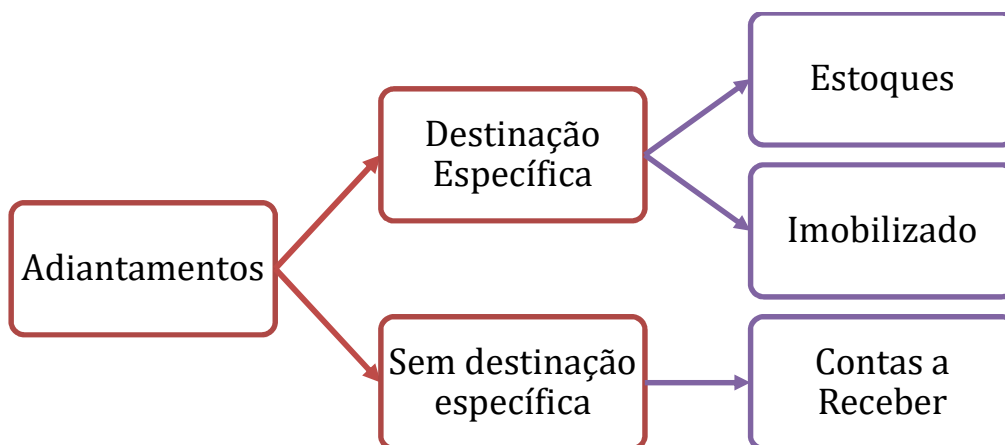 Adiantamentos
Destinação
Específica
Sem destinação
específica
Estoques
Imobilizado
Contas a
Receber